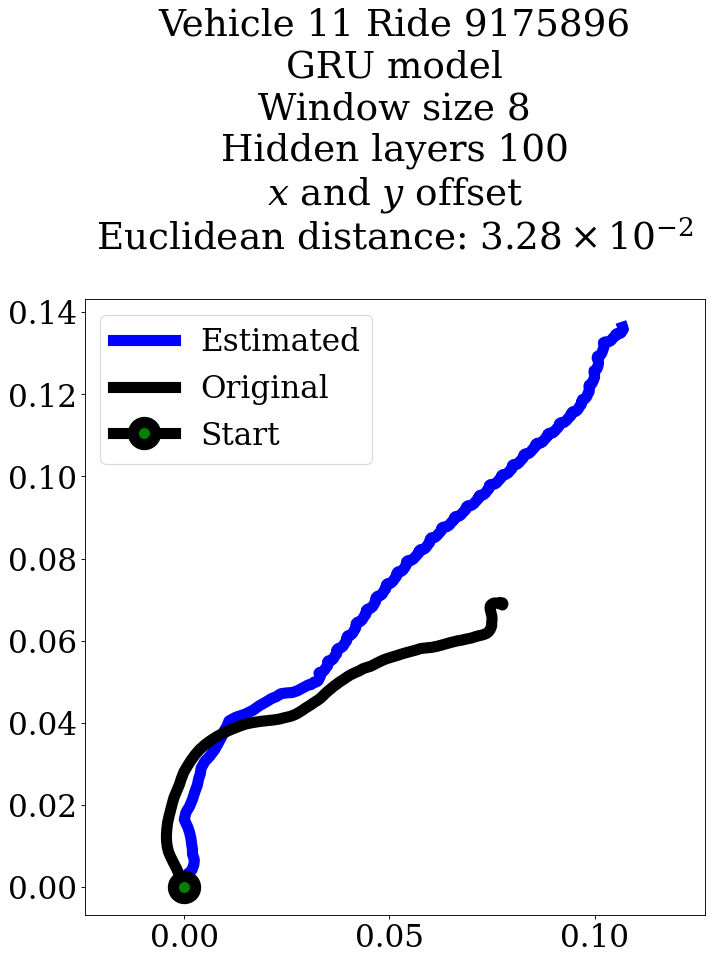 Vehicle 11 Ride 9175896
GRU model
Window size 8
Hidden layers 100
x and y offset
Euclidean distance: 3.28 × 10⁻²
0.14
0.12
0.10
0.08
0.06
0.04
0.02
0.00
Estimated
Original
Start
0.00 0.05 0.10